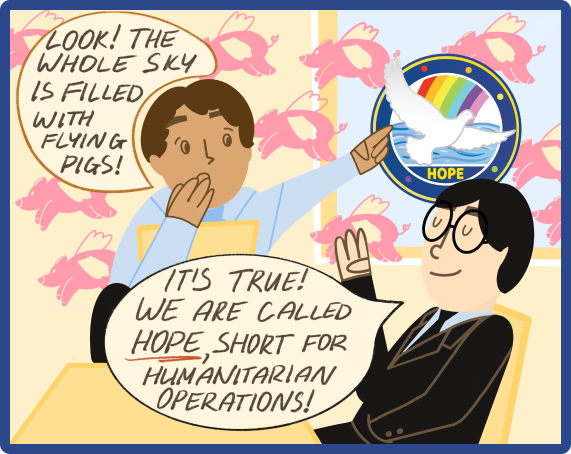 LOOK! THE
WHOLE SKY
IS FILLED
WITH
FLYING
PIGS!
HOPE
IT'S TRUE!
WE ARE CALLED
HOPE, SHORT FOR
HUMANITARIAN
OPERATIONS!